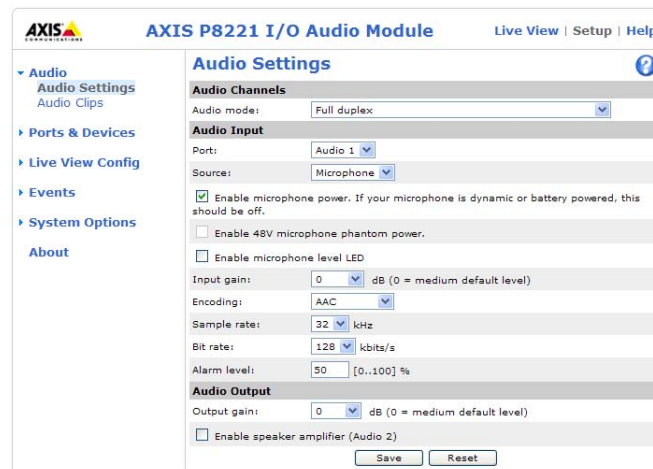 AXIS
COMMUNICATIONS
AXIS P8221 I/O Audio Module
Live View | Setup | Help
Audio
Audio Settings
Audio Clips
Ports & Devices
Live View Config
Events
System Options
About
Audio Settings
?
Audio Channels
Audio mode: Full duplex
Audio Input
Port: Audio 1
Source: Microphone
Enable microphone power. If your microphone is dynamic or battery powered, this
should be off.
Enable 48V microphone phantom power.
Enable microphone level LED
Input gain: 0 dB (0 = medium default level)
Encoding: AAC
Sample rate: 32 kHz
Bit rate: 128 kbits/s
Alarm level: 50 [0..100] %
Audio Output
Output gain: 0 dB (0 = medium default level)
Enable speaker amplifier (Audio 2)
Save Reset